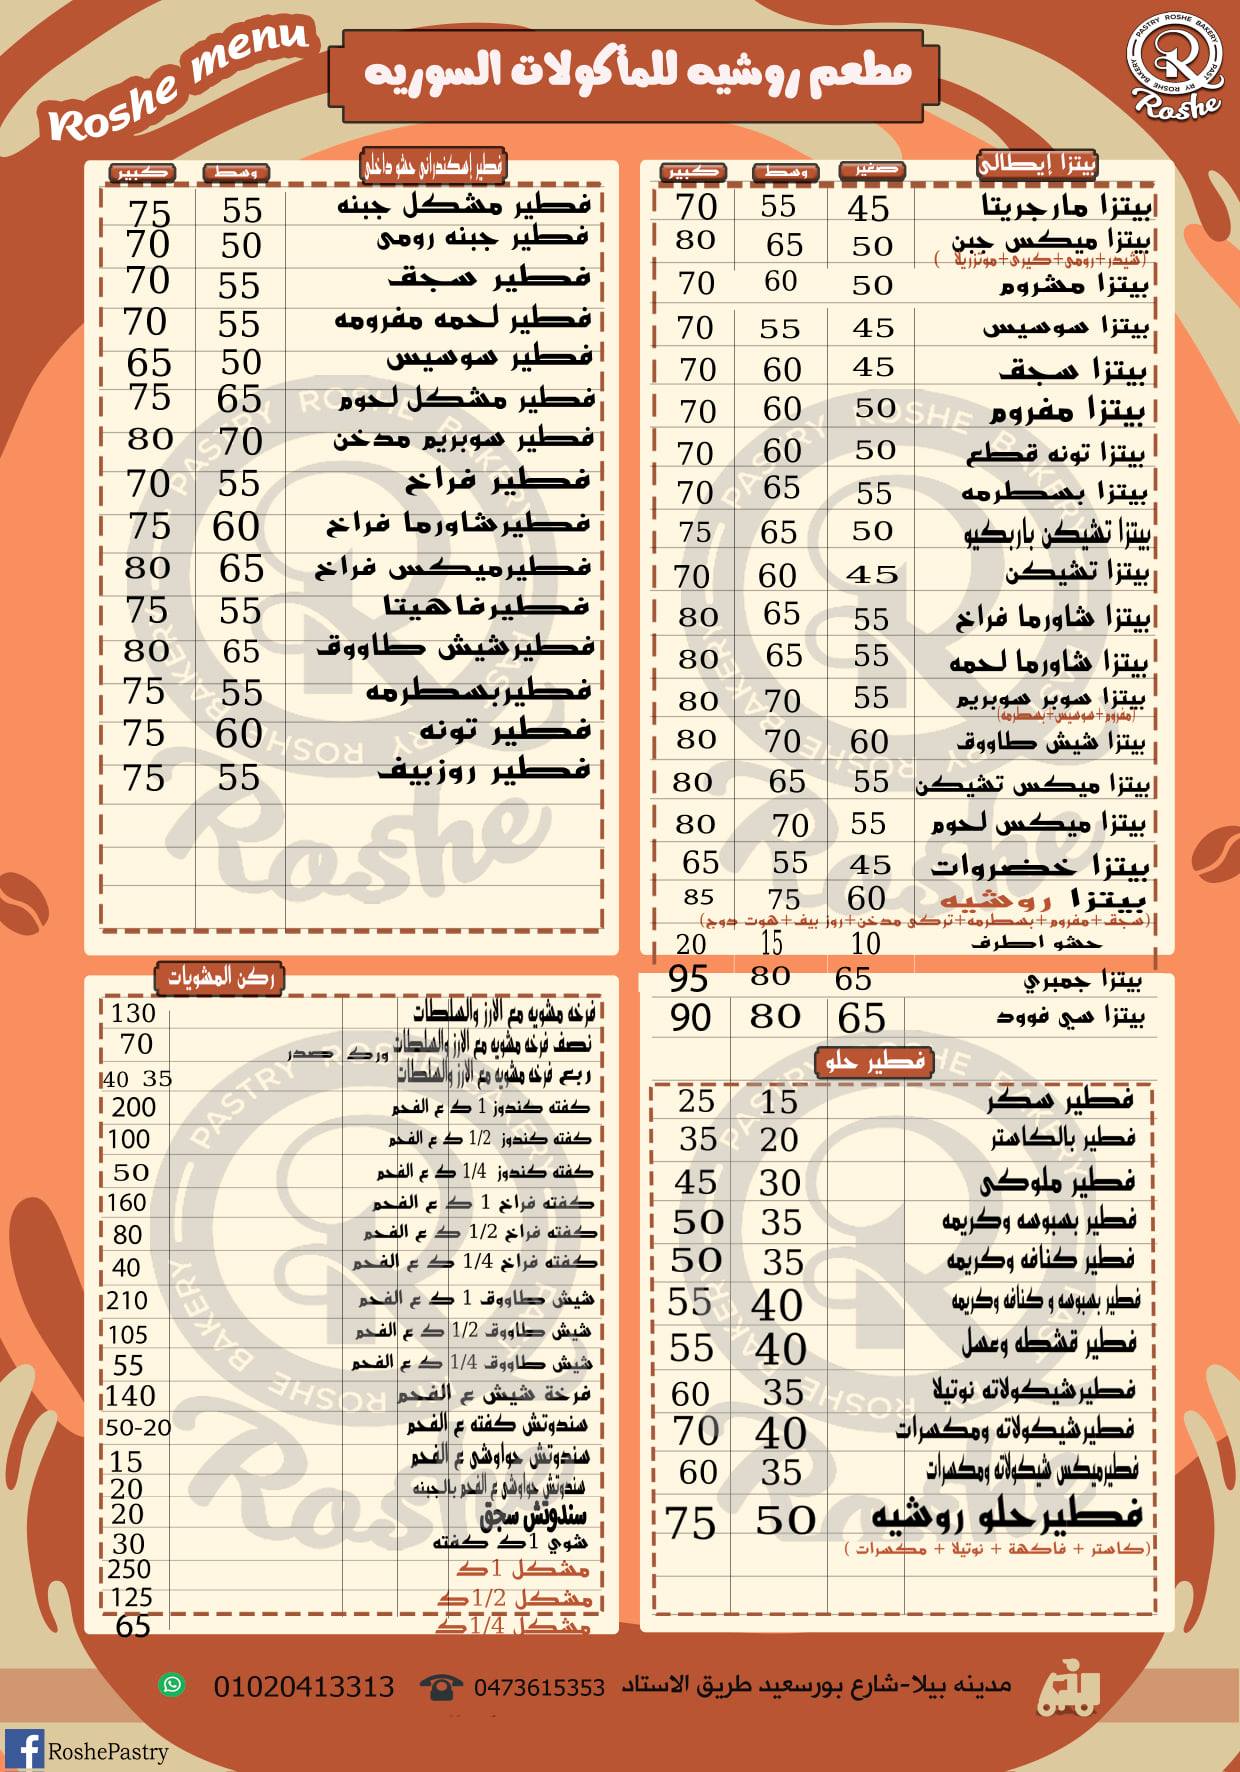 Roshe menu
مطعم روشيه للمأكولات السوريه
PASTRY ROSHE BAKERY
Roshe
بيتزا إيطالى صغير وسط كبير
بيتزا مارجريتا 45 55 70
بيتزا ميكس جبن 50 65 80
(شيدر+رومى+كيرى+موتزريلا )
بيتزا مشروم 50 60 70
بيتزا سوسيس 45 55 70
بيتزا سجق 45 60 70
بيتزا مفروم 50 60 70
بيتزا تونه قطع 50 60 70
بيتزا بسطرمه 55 65 70
بيتزا تشيكن باربكيو 50 65 75
بيتزا تشيكن 45 60 70
بيتزا شاورما فراخ 55 65 80
بيتزا شاورما لحمه 55 65 80
بيتزا سوبر سوبريم 55 70 80
(مفروم+سوسيس+بسطرمه)
بيتزا شيش طاووق 60 70 80
بيتزا ميكس تشيكن 55 65 80
بيتزا ميكس لحوم 55 70 80
بيتزا خضروات 45 55 65
بيتزا روشيه 60 75 85
(سجق+مفروم+بسطرمه+تركى مدخن+روز بيف+هوت دوج)
حشو اطرف 10 15 20
بيتزا جمبري 65 80 95
بيتزا سي فوود 65 80 90
فطير إسكندرانى حشو داخلى وسط كبير
فطير مشكل جبنه 55 75
فطير جبنه رومى 50 70
فطير سجق 55 70
فطير لحمه مفرومه 55 70
فطير سوسيس 50 65
فطير مشكل لحوم 65 75
فطير سوبريم مدخن 70 80
فطير فراخ 55 70
فطيرشاورما فراخ 60 75
فطيرميكس فراخ 65 80
فطيرفاهيتا 55 75
فطيرشيش طاووق 65 80
فطيربسطرمه 55 75
فطير تونه 60 75
فطير روزبيف 55 75
فطير حلو
فطير سكر 15 25
فطير بالكاستر 20 35
فطير ملوكى 30 45
فطير بسبوسه وكريمه 35 50
فطير كنافه وكريمه 35 50
فطير بسبوسه و كنافه وكريمه 40 55
فطير قشطه وعسل 40 55
فطيرشيكولاته نوتيلا 35 60
فطيرشيكولاته ومكسرات 40 70
فطيرميكس شيكولاته ومكسرات 35 60
فطيرحلو روشيه 50 75
(كاستر + فاكهة + نوتيلا + مكسرات )
ركن المشويات
فرخه مشويه مع الارز والسلطات 130
نصف فرخه مشويه مع الارز والسلطات 70
ورك صدر
ربع فرخه مشويه مع الارز والسلطات 35 40
كفته كندوز 1 ك ع الفحم 200
كفته كندوز 1/2 ك ع الفحم 100
كفته كندوز 1/4 ك ع الفحم 50
كفته فراخ 1 ك ع الفحم 160
كفته فراخ 1/2 ك ع الفحم 80
كفته فراخ 1/4 ك ع الفحم 40
شيش طاووق 1 ك ع الفحم 210
شيش طاووق 1/2 ك ع الفحم 105
شيش طاووق 1/4 ك ع الفحم 55
فرخة شيش ع الفحم 140
سندوتش كفته ع الفحم 50-20
سندوتش حواوشى ع الفحم 15
سندوتش حواوشى ع الفحم بالجبنه 20
سندوتش سجق 20
شوي 1ك كفته 30
مشكل 1ك 250
مشكل 1/2ك 125
مشكل 1/4ك 65
مدينه بيلا-شارع بورسعيد طريق الاستاد 0473615353 01020413313
RoshePastry